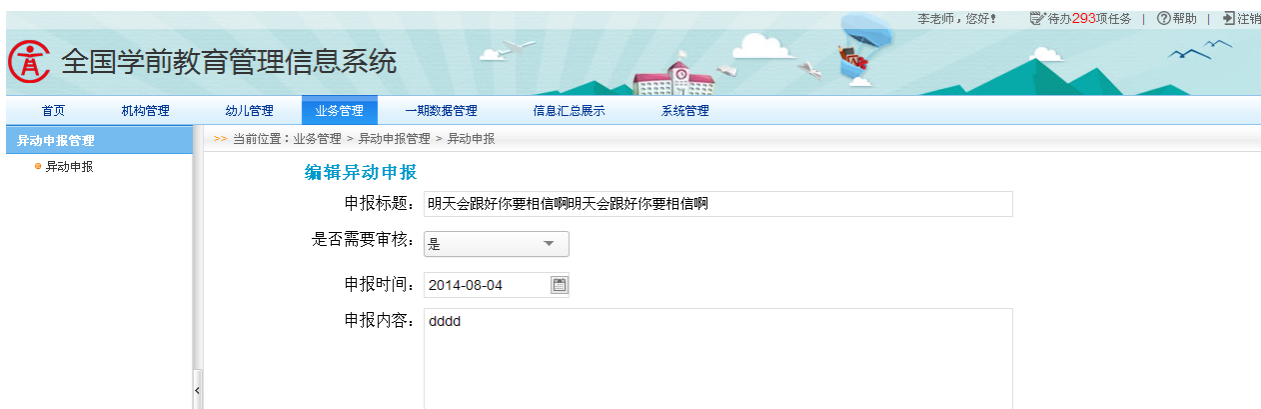 李老师，您好！ 待办293项任务 | 帮助 | 注销
全国学前教育管理信息系统
首页 机构管理 幼儿管理 业务管理 一期数据管理 信息汇总展示 系统管理
异动申报管理
>> 当前位置：业务管理 > 异动申报管理 > 异动申报
异动申报
编辑异动申报
申报标题： 明天会跟好你要相信啊明天会跟好你要相信啊
是否需要审核： 是
申报时间： 2014-08-04
申报内容： dddd